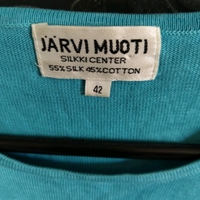 JÄRVI MUOTI
SILKKI CENTER
55% SILK 45% COTTON
42